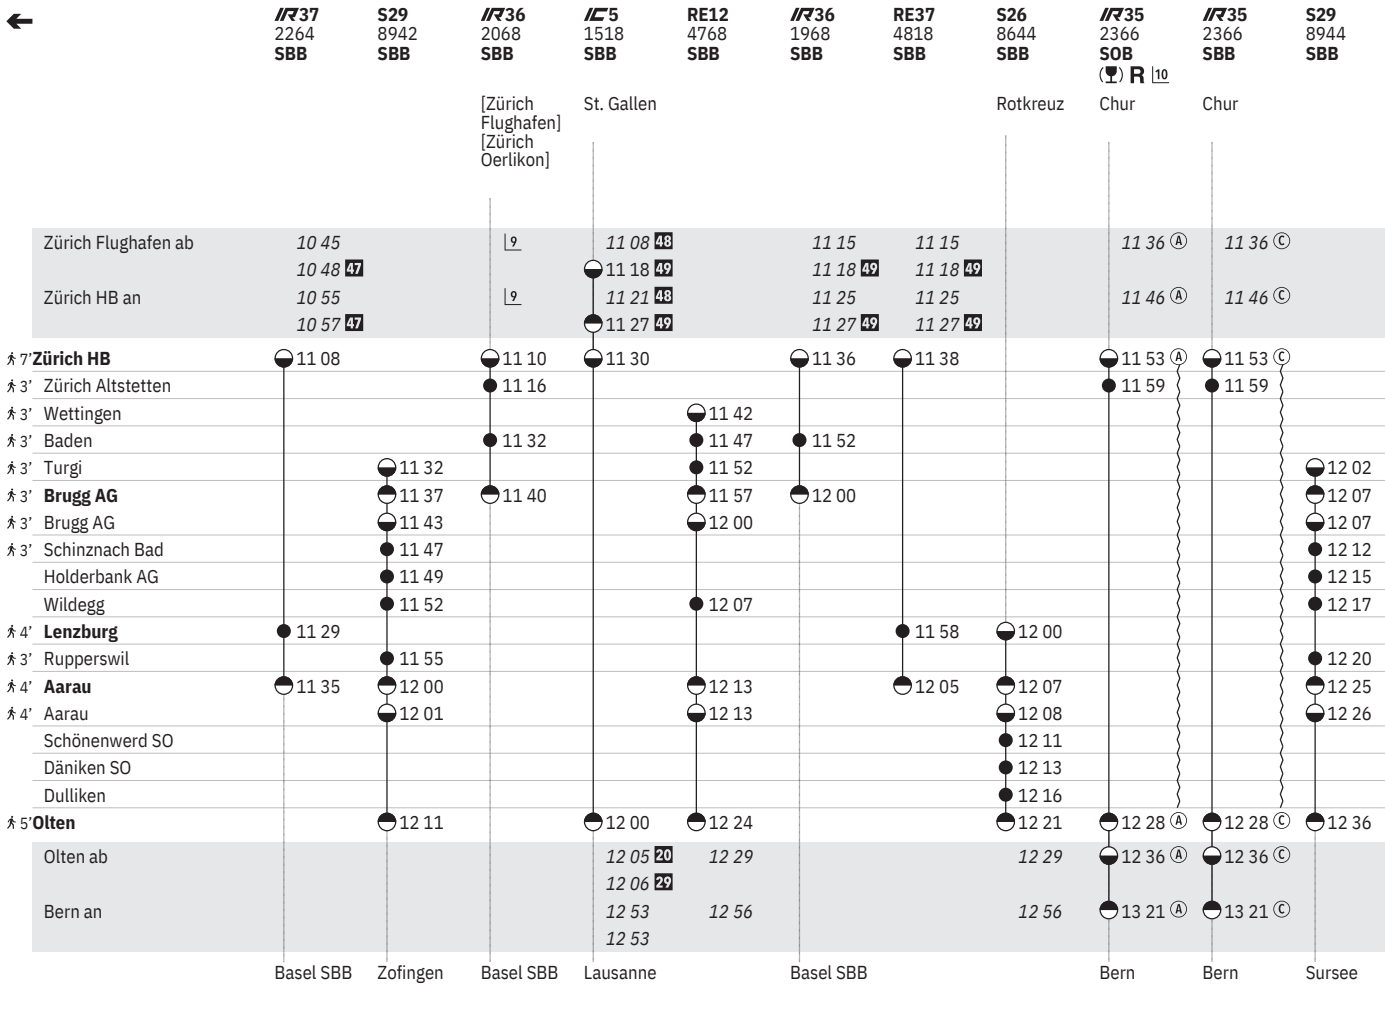 IR37 S29 IR36 IC5 RE12 IR36 RE37 S26 IR35 IR35 S29
2264 8942 2068 1518 4768 1968 4818 8644 2366 2366 8944
SBB SBB SBB SBB SBB SBB SBB SBB SOB SBB SBB
R 10
[Zürich St. Gallen Rotkreuz Chur Chur
Flughafen]
[Zürich
Oerlikon]
Zürich Flughafen ab 10 45 9 11 08 48 11 15 11 15 11 36 A 11 36 C
10 48 47 11 18 49 11 18 49 11 18 49
Zürich HB an 10 55 9 11 21 48 11 25 11 25 11 46 A 11 46 C
10 57 47 11 27 49 11 27 49 11 27 49
7’ Zürich HB 11 08 11 10 11 30 11 36 11 38 11 53 A 11 53 C
3’ Zürich Altstetten 11 16 11 59 11 59
3’ Wettingen 11 42
3’ Baden 11 32 11 47 11 52
3’ Turgi 11 32 11 52 12 02
3’ Brugg AG 11 37 11 40 11 57 12 00 12 07
3’ Brugg AG 11 43 12 00 12 07
3’ Schinznach Bad 11 47 12 12
Holderbank AG 11 49 12 15
Wildegg 11 52 12 07 12 17
4’ Lenzburg 11 29 11 58 12 00
3’ Rupperswil 11 55 12 20
4’ Aarau 11 35 12 00 12 13 12 05 12 07 12 25
4’ Aarau 12 01 12 13 12 08 12 26
Schönenwerd SO 12 11
Däniken SO 12 13
Dulliken 12 16
5’ Olten 12 11 12 00 12 24 12 21 12 28 A 12 28 C 12 36
Olten ab 12 05 20 12 29 12 29 12 36 A 12 36 C
12 06 29
Bern an 12 53 12 56 12 56 13 21 A 13 21 C
12 53
Basel SBB Zofingen Basel SBB Lausanne Basel SBB Bern Bern Sursee